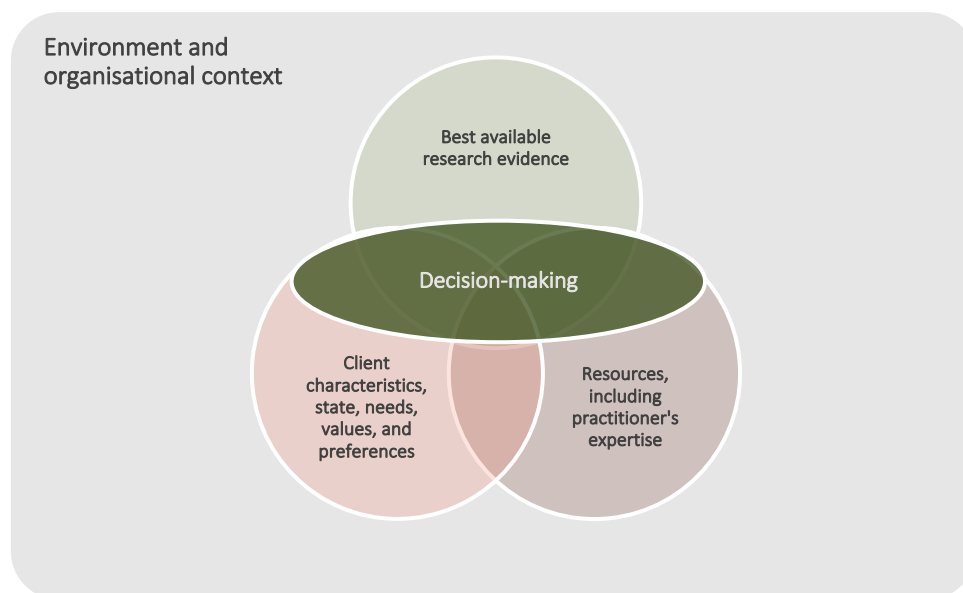 Environment and
organisational context
Best available
research evidence
Decision-making
Client
characteristics,
state, needs,
values, and
preferences
Resources,
including
practitioner's
expertise